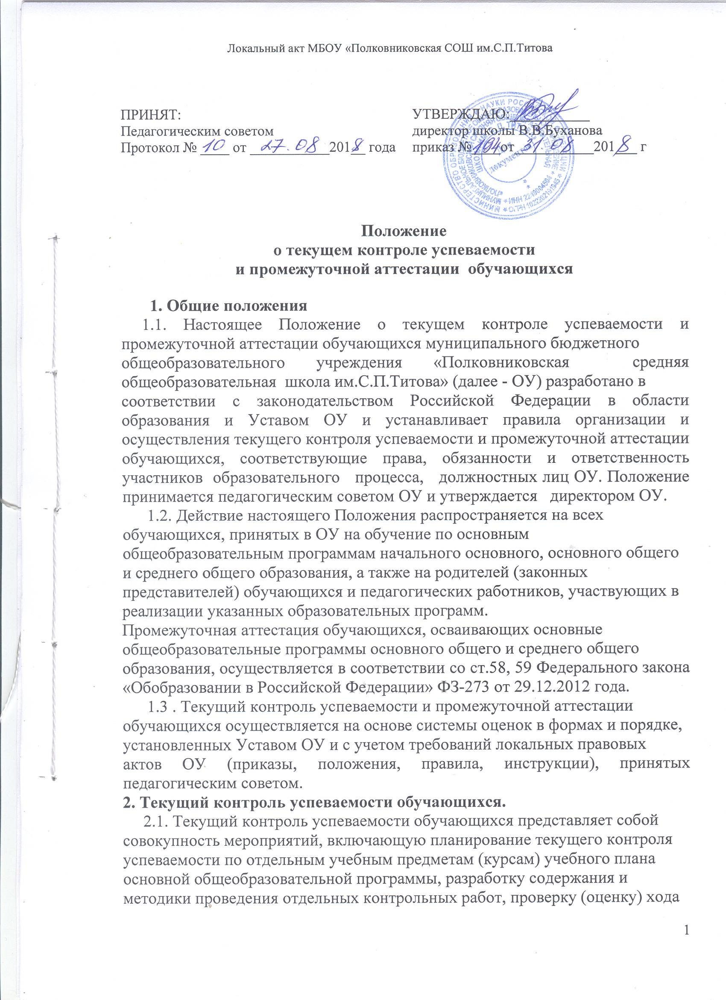 Локальный акт МБОУ «Полковниковская СОШ им.С.П.Титова
ПРИНЯТ:
Педагогическим советом
Протокол № 10 от 27.08 2018 года
УТВЕРЖДАЮ:
директор школы В.В.Буханова
приказ № 194 от 31.08 2018 г
Для
документов
ИНН 2249004504
ОГРН 1022202191945
Положение
о текущем контроле успеваемости
и промежуточной аттестации обучающихся
1. Общие положения
1.1. Настоящее Положение о текущем контроле успеваемости и
промежуточной аттестации обучающихся муниципального бюджетного
общеобразовательного учреждения «Полковниковская средняя
общеобразовательная школа им.С.П.Титова» (далее - ОУ) разработано в
соответствии с законодательством Российской Федерации в области
образования и Уставом ОУ и устанавливает правила организации и
осуществления текущего контроля успеваемости и промежуточной аттестации
обучающихся, соответствующие права, обязанности и ответственность
участников образовательного процесса, должностных лиц ОУ. Положение
принимается педагогическим советом ОУ и утверждается директором ОУ.
1.2. Действие настоящего Положения распространяется на всех
обучающихся, принятых в ОУ на обучение по основным
общеобразовательным программам начального основного, основного общего
и среднего общего образования, а также на родителей (законных
представителей) обучающихся и педагогических работников, участвующих в
реализации указанных образовательных программ.
Промежуточная аттестация обучающихся, осваивающих основные
общеобразовательные программы основного общего и среднего общего
образования, осуществляется в соответствии со ст.58, 59 Федерального закона
«Обобразовании в Российской Федерации» ФЗ-273 от 29.12.2012 года.
1.3 . Текущий контроль успеваемости и промежуточной аттестации
обучающихся осуществляется на основе системы оценок в формах и порядке,
установленных Уставом ОУ и с учетом требований локальных правовых
актов ОУ (приказы, положения, правила, инструкции), принятых
педагогическим советом.
2. Текущий контроль успеваемости обучающихся.
2.1. Текущий контроль успеваемости обучающихся представляет собой
совокупность мероприятий, включающую планирование текущего контроля
успеваемости по отдельным учебным предметам (курсам) учебного плана
основной общеобразовательной программы, разработку содержания и
методики проведения отдельных контрольных работ, проверку (оценку) хода
1